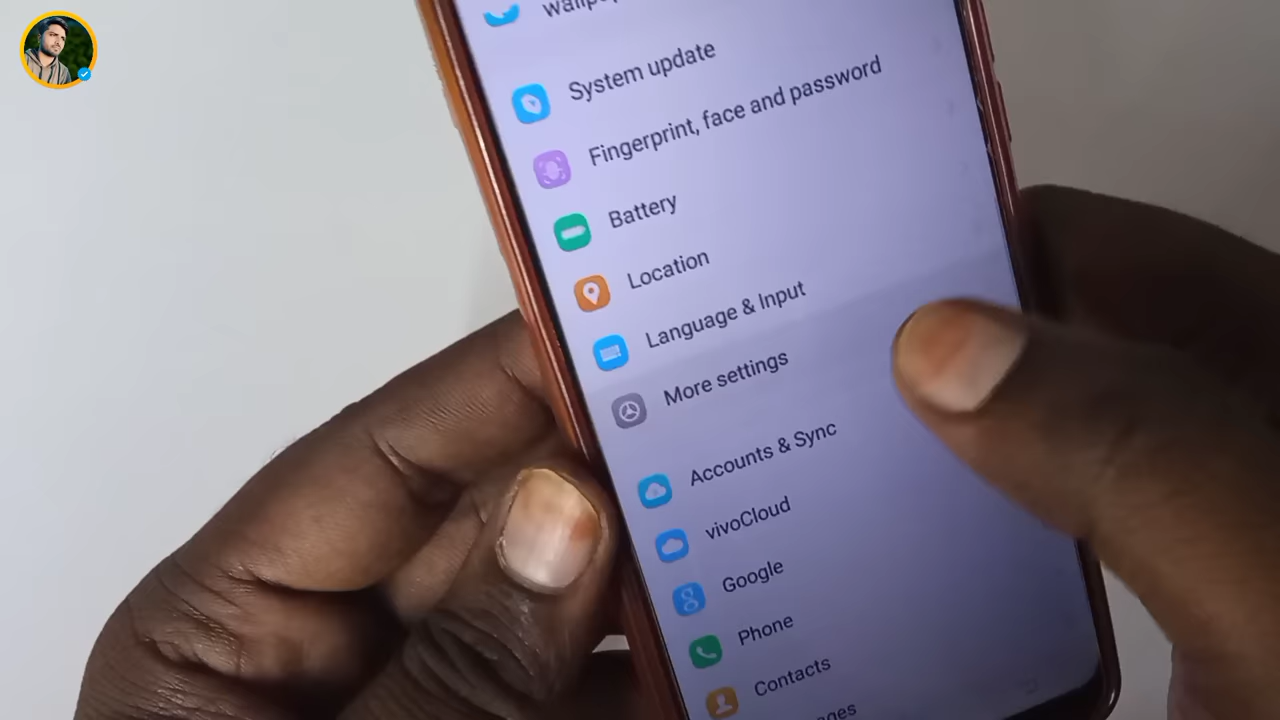 System update
Fingerprint, face and password
Battery
Location
Language & Input
More settings
Accounts & Sync
vivoCloud
Google
Phone
Contacts